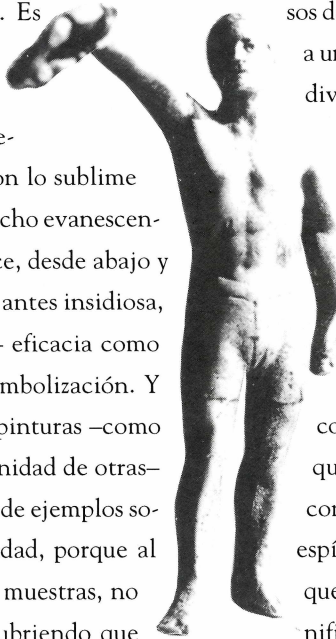 . Es
e-
on lo sublime
cho evanescen-
ce, desde abajo y
antes insidiosa,
- eficacia como
mbolización. Y
pinturas –como
nidad de otras–
de ejemplos so-
dad, porque al
muestras, no
ubriendo que
sos d
a un
div
co
qu
con
espí
que
nifi